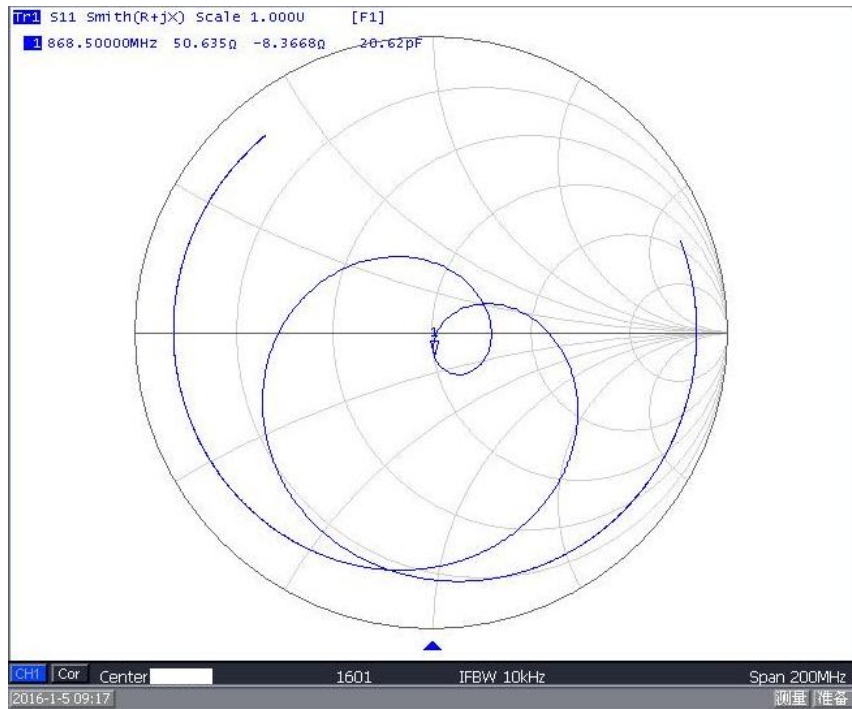 Tr1 S11 Smith(R+jX) Scale 1.000U [F1]
1 868.50000MHz 50.635Ω -8.3668Ω 20.62pF
1
CH1 Cor Center 1601 IFBW 10kHz Span 200MHz
2016-1-5 09:17 测量 准备